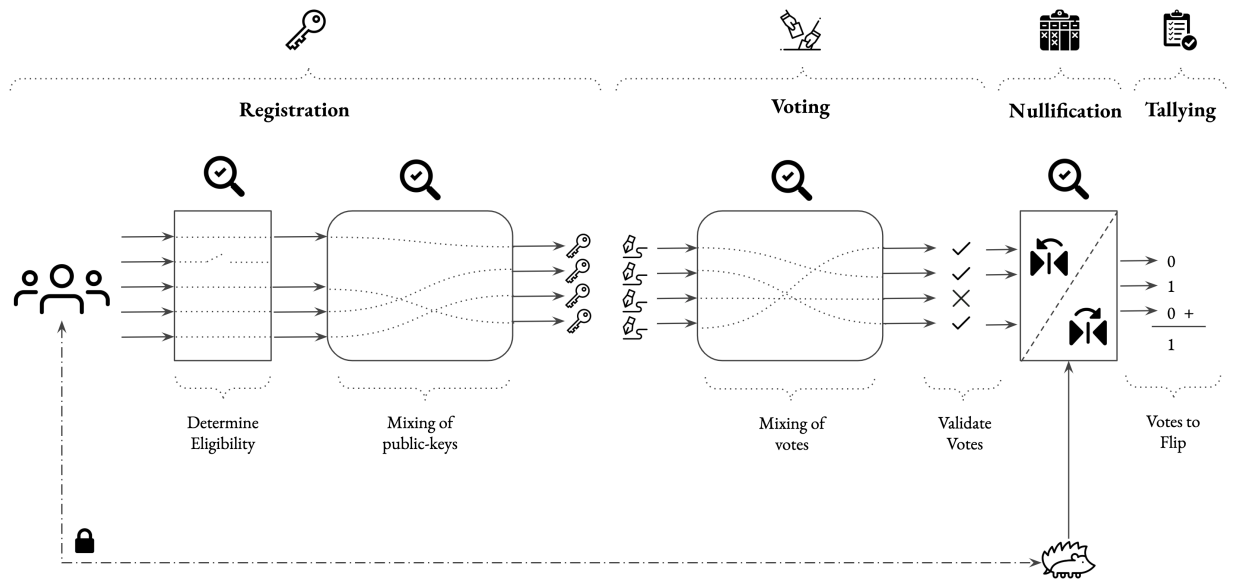 Registration
Voting
Nullification
Tallying
0
1
0 +
1
Determine
Eligibility
Mixing of
public-keys
Mixing of
votes
Validate
Votes
Votes to
Flip